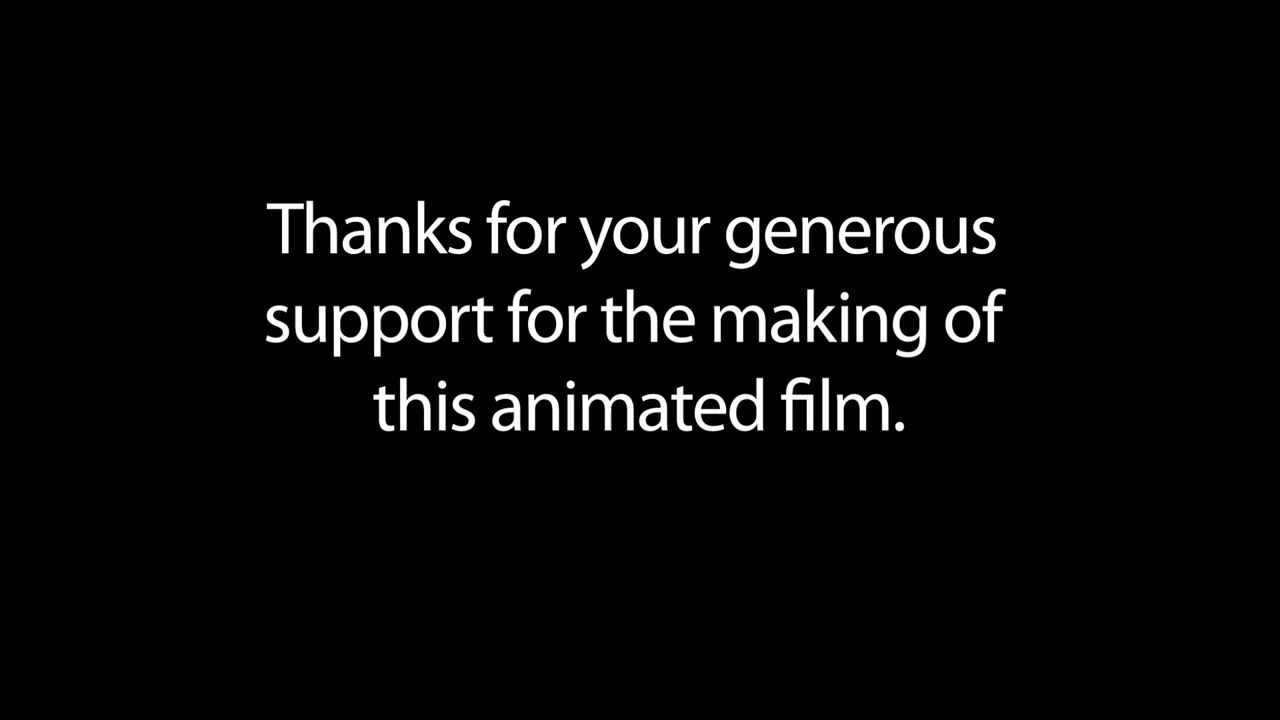 Thanks for your generous
support for the making of
this animated film.